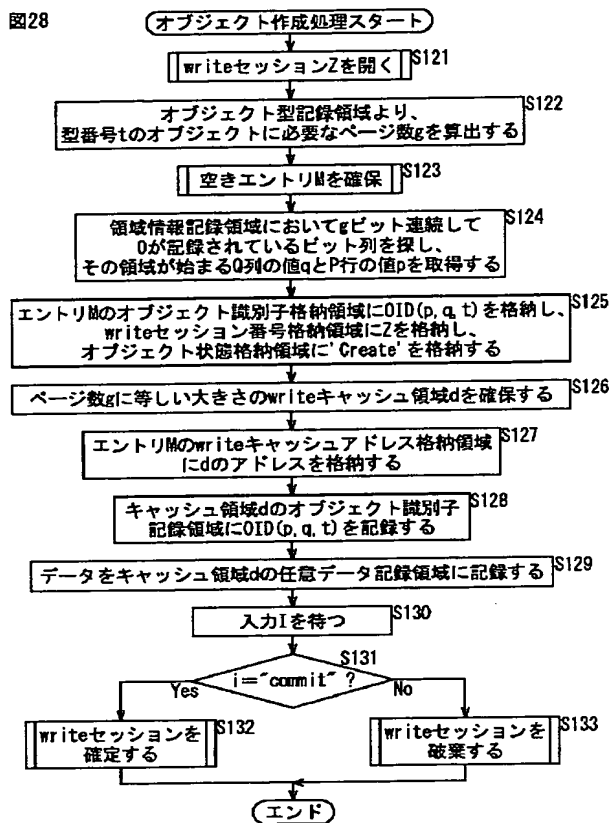 図28
オブジェクト作成処理スタート
writeセッションZを開く
S121
オブジェクト型記録領域より、
型番号tのオブジェクトに必要なページ数gを算出する
S122
空きエントリMを確保
S123
領域情報記録領域においてgビット連続して
0が記録されているビット列を探し、
その領域が始まるQ列の値qとP行の値pを取得する
S124
エントリMのオブジェクト識別子格納領域にOID(p,q,t)を格納し、
writeセッション番号格納領域にZを格納し、
オブジェクト状態格納領域に'Create'を格納する
S125
ページ数gに等しい大きさのwriteキャッシュ領域dを確保する
S126
エントリMのwriteキャッシュアドレス格納領域
にdのアドレスを格納する
S127
キャッシュ領域dのオブジェクト識別子
記録領域にOID(p,q,t)を記録する
S128
データをキャッシュ領域dの任意データ記録領域に記録する
S129
入力Iを待つ
S130
i="commit" ?
S131
Yes
No
writeセッションを
確定する
S132
writeセッションを
破棄する
S133
エンド